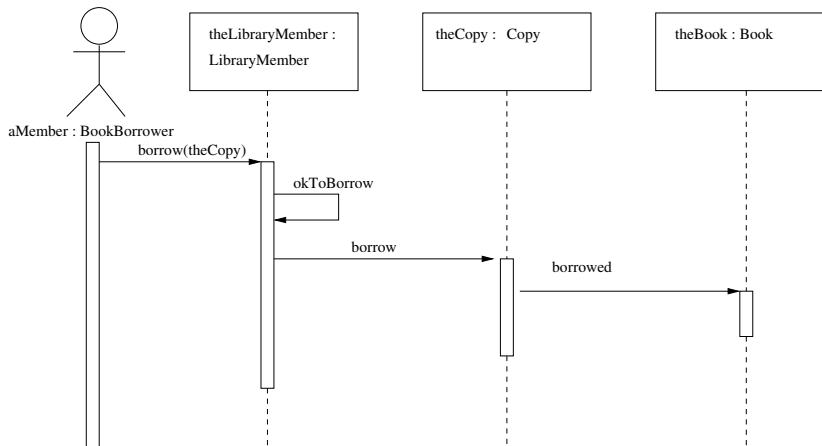 theLibraryMember :
LibraryMember
theCopy : Copy
theBook : Book
aMember : BookBorrower
borrow(theCopy)
okToBorrow
borrow
borrowed